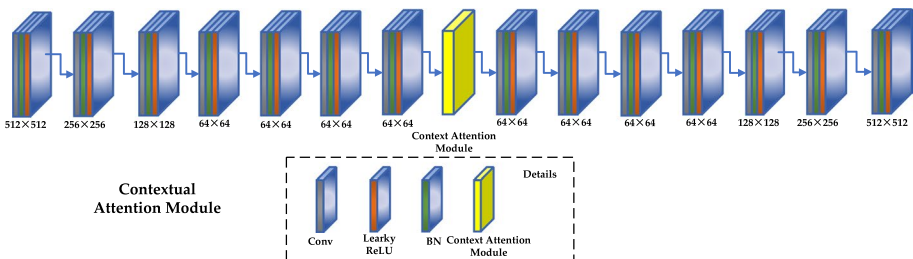 512×512 256×256 128×128 64×64 64×64 64×64 64×64 64×64 64×64 64×64 64×64 128×128 256×256 512×512
Context Attention
Module
Contextual
Attention Module
Details
Conv Learky BN Context Attention
ReLU Module